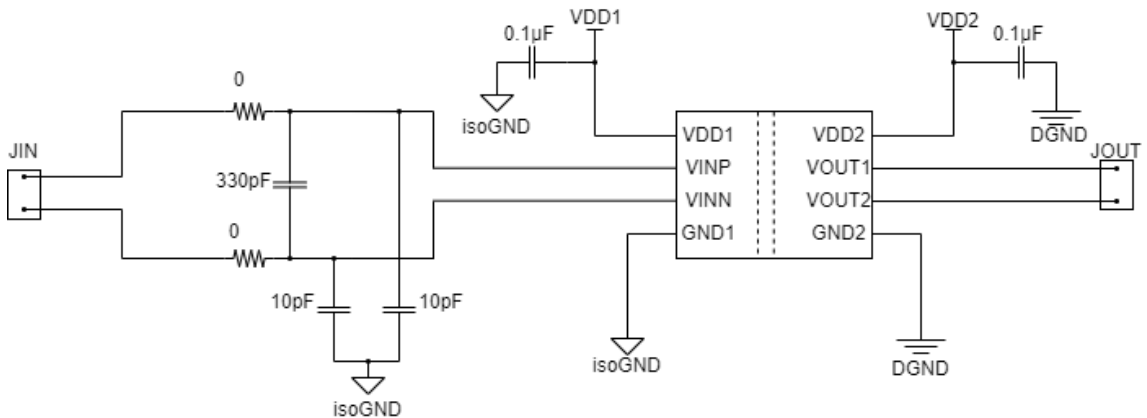 VDD1
VDD2
0.1µF
0.1µF
0
isoGND
DGND
JIN
VDD1
VDD2
JOUT
330pF
VINP
VOUT1
VINN
VOUT2
0
GND1
GND2
10pF
10pF
isoGND
DGND
isoGND